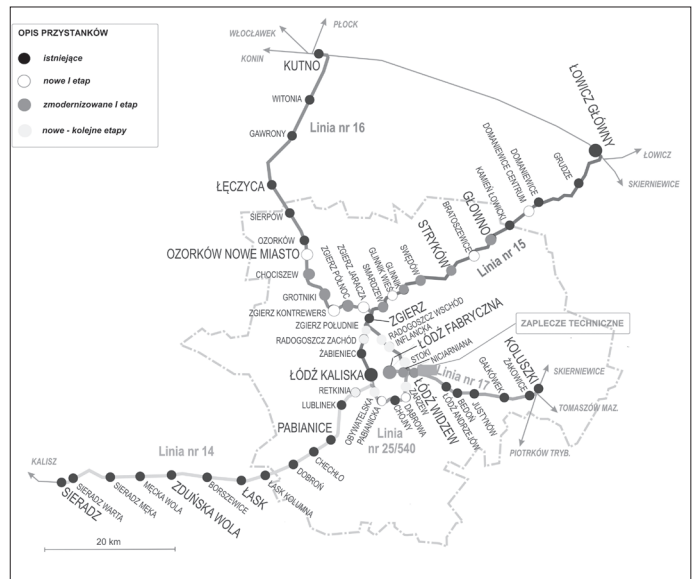 OPIS PRZYSTANKÓW
istniejące
nowe I etap
zmodernizowane I etap
nowe - kolejne etapy
WŁOCŁAWEK
PŁOCK
KONIN
KUTNO
WITONIA
Linia nr 16
GAWRONY
ŁĘCZYCA
SIERPÓW
OZORKÓW
OZORKÓW NOWE MIASTO
CHOCISZEW
GROTNIKI
ZGIERZ KONTREWERS
ZGIERZ PÓŁNOC
ZGIERZ JARACZA
SMARDZEW
GLINNIK WIEŚ
GLINNIK
SWĘDÓW
STRYKÓW
BRATOSZEWICE
GŁOWNO
KAMIEŃ ŁOWICKI
DOMANIEWICE CENTRUM
DOMANIEWICE
GRUDZE
ŁOWICZ GŁÓWNY
ŁOWICZ
SKIERNIEWICE
Linia nr 15
ZGIERZ
ZGIERZ POŁUDNIE
RADOGOSZCZ WSCHÓD
RADOGOSZCZ ZACHÓD
INFLANCKA
ŻABIENIEC
ŁÓDŹ FABRYCZNA
ZAPLECZE TECHNICZNE
STOKI
NICIARNIANA
ŁÓDŹ KALISKA
Linia nr 17
KOLUSZKI
SKIERNIEWICE
RETKINIA
LUBLINEK
OBYWATELSKA
PABIANICKA
CHOJNY
DĄBROWA
ZARZEW
ŁÓDŹ WIDZEW
ŁÓDŹ ANDRZEJÓW
BEDOŃ
JUSTYNÓW
GAŁKÓWEK
ŻAKOWICE
TOMASZÓW MAZ.
PIOTRKÓW TRYB.
PABIANICE
Linia
nr 25/540
Linia nr 14
CHECHŁO
DOBROŃ
ŁASK KOLUMNA
ŁASK
BORSZEWICE
ZDUŃSKA WOLA
MĘCKA WOLA
SIERADZ MĘKA
SIERADZ WARTA
SIERADZ
KALISZ
20 km